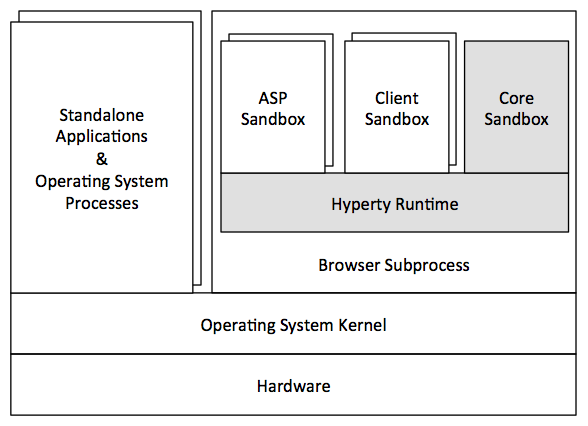 Standalone
Applications
&
Operating System
Processes
ASP
Sandbox
Client
Sandbox
Core
Sandbox
Hyperty Runtime
Browser Subprocess
Operating System Kernel
Hardware